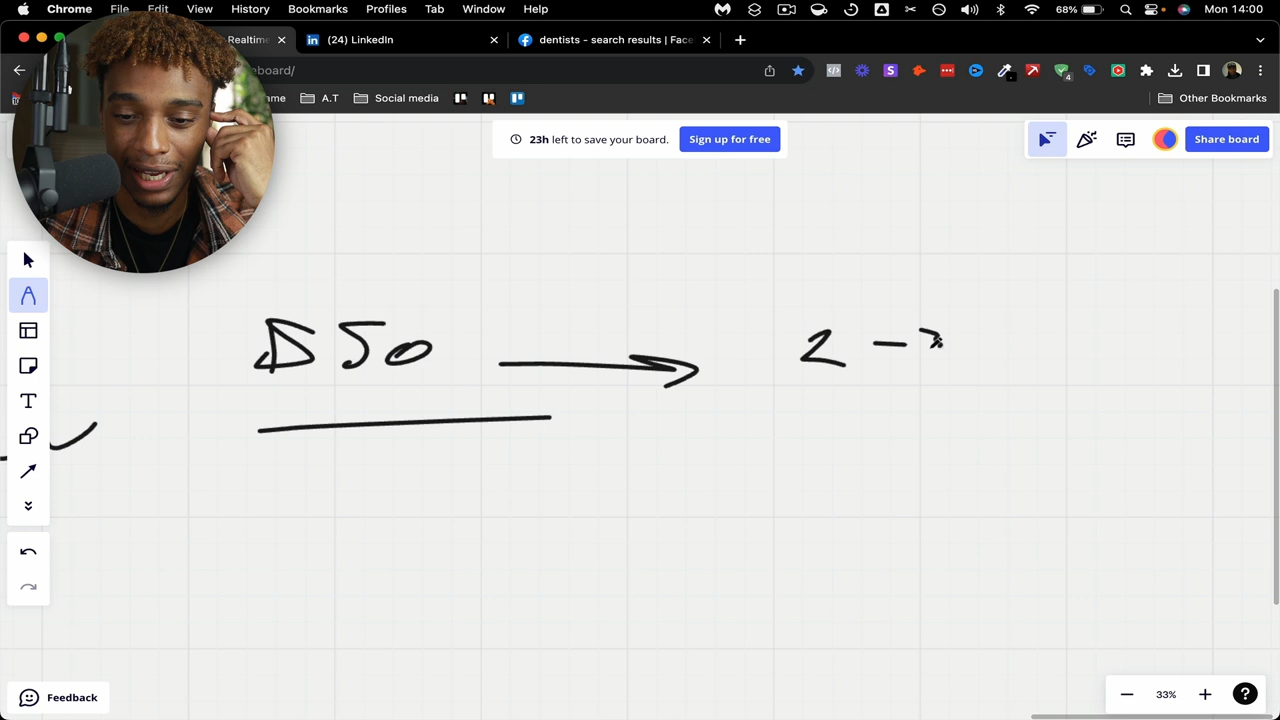 Chrome File Edit View History Bookmarks Profiles Tab Window Help 68% Mon 14:00
Realtime (24) LinkedIn dentists - search results | Face
eboard/
me A.T Social media Other Bookmarks
23h left to save your board. Sign up for free Share board
4
$50 2 -
Feedback 33% ?